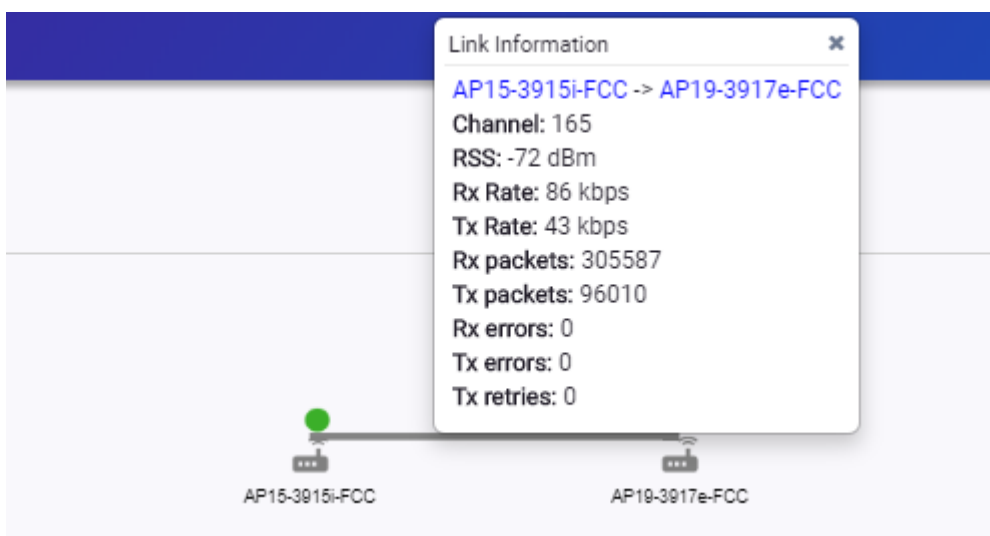 Link Information
AP15-3915i-FCC -> AP19-3917e-FCC
Channel: 165
RSS: -72 dBm
Rx Rate: 86 kbps
Tx Rate: 43 kbps
Rx packets: 305587
Tx packets: 96010
Rx errors: 0
Tx errors: 0
Tx retries: 0
AP15-3915i-FCC
AP19-3917e-FCC